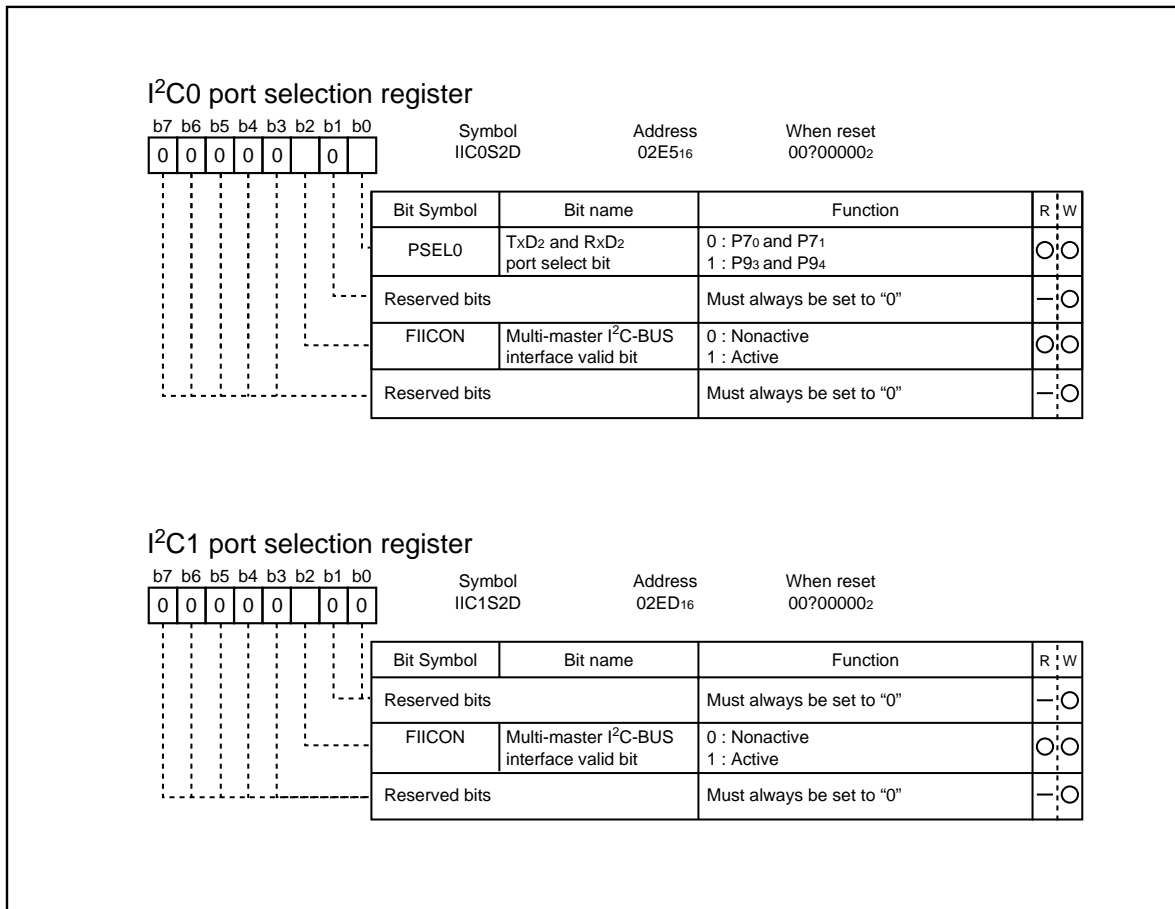 I²C0 port selection register
b7 b6 b5 b4 b3 b2 b1 b0
Symbol Address When reset
0 0 0 0 0 0
IIC0S2D 02E5₁₆ 00?00000₂
Bit Symbol Bit name Function R W
PSEL0 TxD₂ and RxD₂ 0 : P7₀ and P7₁
port select bit 1 : P9₃ and P9₄
Reserved bits Must always be set to “0” –
FIICON Multi-master I²C-BUS 0 : Nonactive
interface valid bit 1 : Active
Reserved bits Must always be set to “0” –
I²C1 port selection register
b7 b6 b5 b4 b3 b2 b1 b0
Symbol Address When reset
0 0 0 0 0 0 0
IIC1S2D 02ED₁₆ 00?00000₂
Bit Symbol Bit name Function R W
Reserved bits Must always be set to “0” –
FIICON Multi-master I²C-BUS 0 : Nonactive
interface valid bit 1 : Active
Reserved bits Must always be set to “0” –